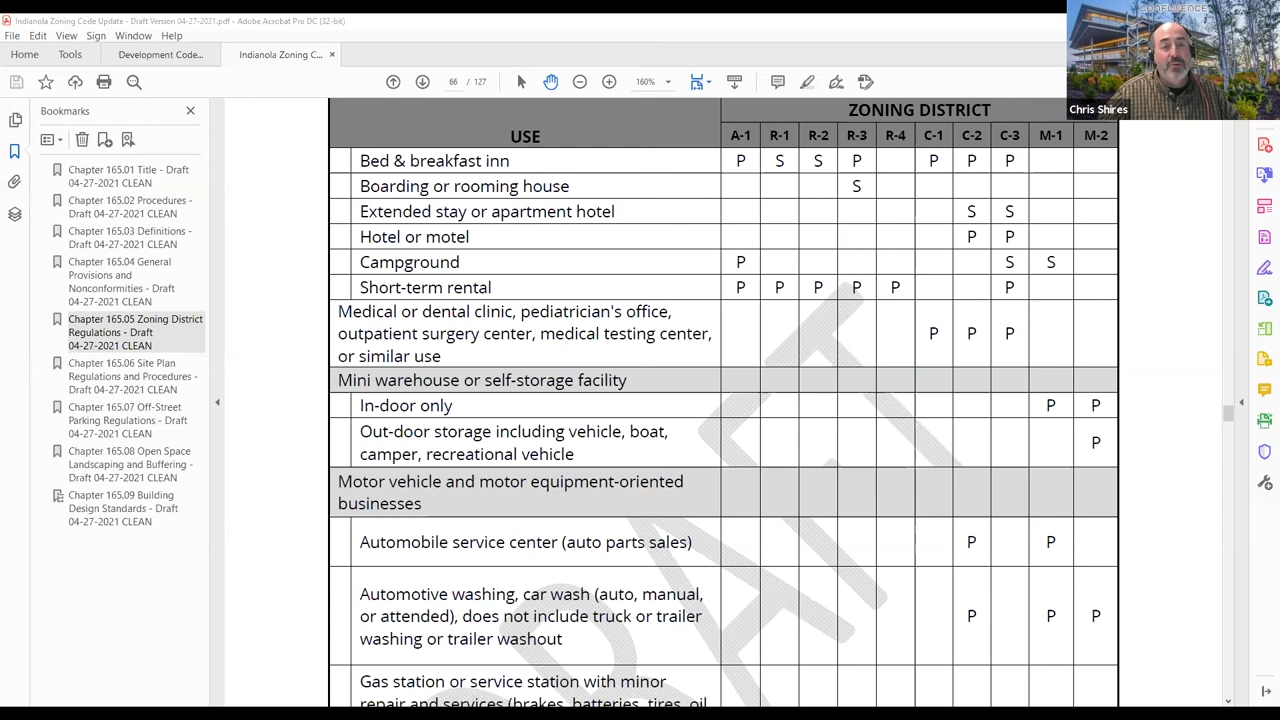 Indianola Zoning Code Update - Draft Version 04-27-2021.pdf - Adobe Acrobat Pro DC (32-bit)
File Edit View Sign Window Help
Home Tools Development Code... Indianola Zoning C... ×
66 / 127 160%
CONFLUENCE
Chris Shires
Bookmarks
Chapter 165.01 Title - Draft
04-27-2021 CLEAN
Chapter 165.02 Procedures -
Draft 04-27-2021 CLEAN
Chapter 165.03 Definitions -
Draft 04-27-2021 CLEAN
Chapter 165.04 General
Provisions and
Nonconformities - Draft
04-27-2021 CLEAN
Chapter 165.05 Zoning District
Regulations - Draft
04-27-2021 CLEAN
Chapter 165.06 Site Plan
Regulations and Procedures -
Draft 04-27-2021 CLEAN
Chapter 165.07 Off-Street
Parking Regulations - Draft
04-27-2021 CLEAN
Chapter 165.08 Open Space
Landscaping and Buffering -
Draft 04-27-2021 CLEAN
Chapter 165.09 Building
Design Standards - Draft
04-27-2021 CLEAN
ZONING DISTRICT
USE A-1 R-1 R-2 R-3 R-4 C-1 C-2 C-3 M-1 M-2
Bed & breakfast inn P S S P P P P
Boarding or rooming house S
Extended stay or apartment hotel S S
Hotel or motel P P
Campground P S S
Short-term rental P P P P P P
Medical or dental clinic, pediatrician's office,
outpatient surgery center, medical testing center, P P P
or similar use
Mini warehouse or self-storage facility
In-door only P P
Out-door storage including vehicle, boat,
camper, recreational vehicle P
Motor vehicle and motor equipment-oriented
businesses
Automobile service center (auto parts sales) P P
Automotive washing, car wash (auto, manual,
or attended), does not include truck or trailer P P P
washing or trailer washout
Gas station or service station with minor
repair and services (brakes, batteries, tires, oil
DRAFT